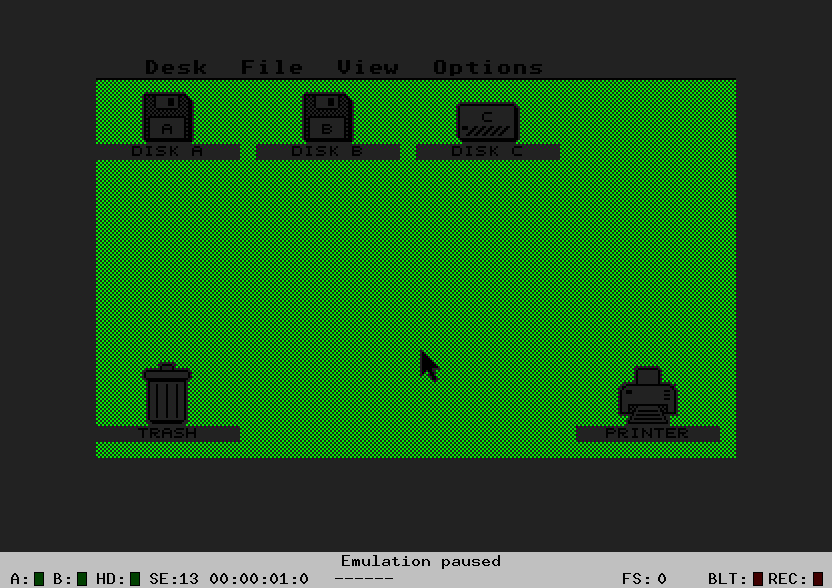 Desk File View Options
A B C
DISK A DISK B DISK C
TRASH PRINTER
Emulation paused
A: B: HD: SE:13 00:00:01:0 ------ FS: 0 BLT: REC: